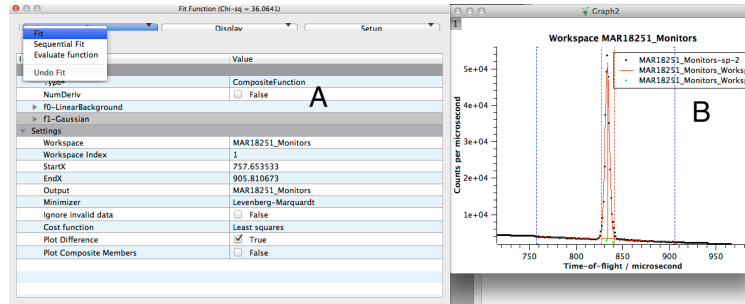 Fit Function (Chi-sq = 36.0641)
Display
Setup
Fit
Sequential Fit
Evaluate function
Undo Fit
Value
Type
CompositeFunction
NumDeriv
False
A
f0-LinearBackground
f1-Gaussian
Settings
Workspace
MAR18251_Monitors
Workspace Index
1
StartX
757.653533
EndX
905.810673
Output
MAR18251_Monitors
Minimizer
Levenberg-Marquardt
Ignore invalid data
False
Cost function
Least squares
Plot Difference
True
Plot Composite Members
False
Graph2
1
Workspace MAR18251_Monitors
MAR18251_Monitors-sp-2
MAR18251_Monitors_Worksp
MAR18251_Monitors_Works
B
Counts per microsecond
5e+04
4e+04
3e+04
2e+04
1e+04
750
800
850
900
950
Time-of-flight / microsecond